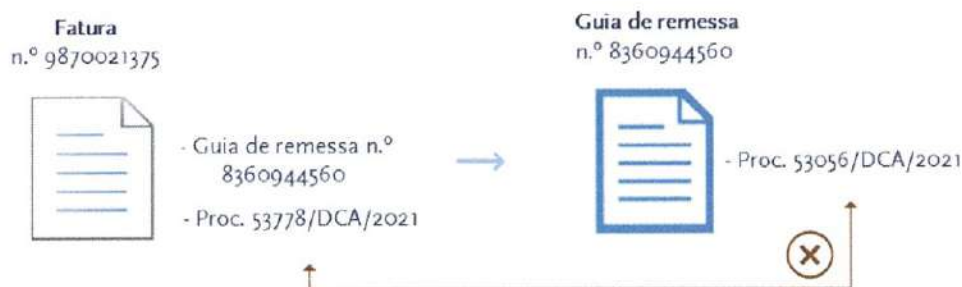 Fatura
n.º 9870021375
- Guia de remessa n.º
8360944560
- Proc. 53778/DCA/2021
Guia de remessa
n.º 8360944560
- Proc. 53056/DCA/2021